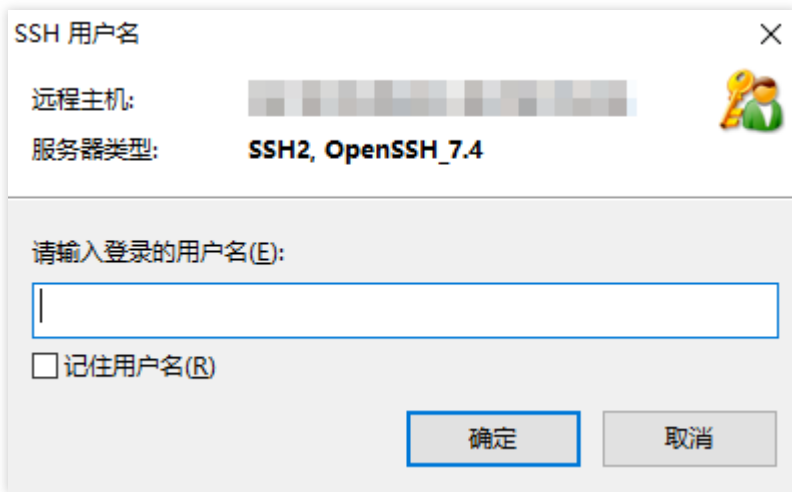 SSH 用户名
远程主机:
服务器类型: SSH2, OpenSSH_7.4
请输入登录的用户名(E):
记住用户名(R)
确定 取消